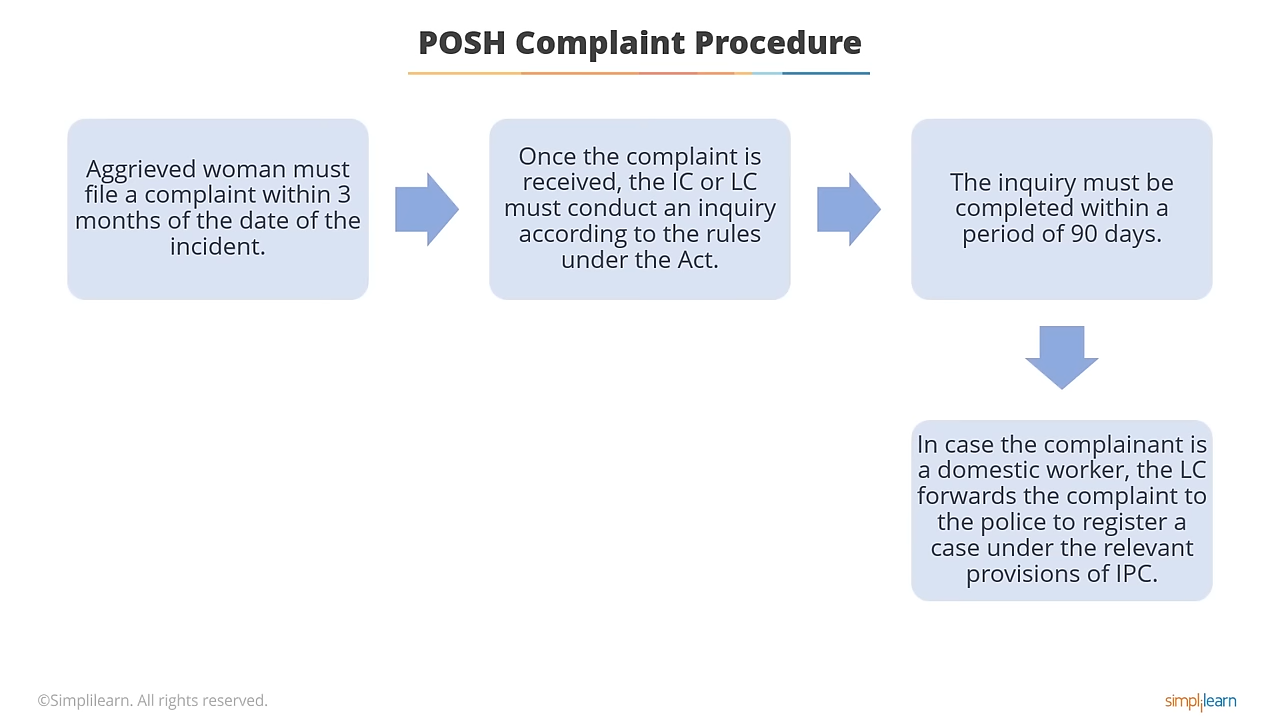 POSH Complaint Procedure
Aggrieved woman must
file a complaint within 3
months of the date of the
incident.
Once the complaint is
received, the IC or LC
must conduct an inquiry
according to the rules
under the Act.
The inquiry must be
completed within a
period of 90 days.
In case the complainant is
a domestic worker, the LC
forwards the complaint to
the police to register a
case under the relevant
provisions of IPC.
©Simplilearn. All rights reserved.
simplilearn